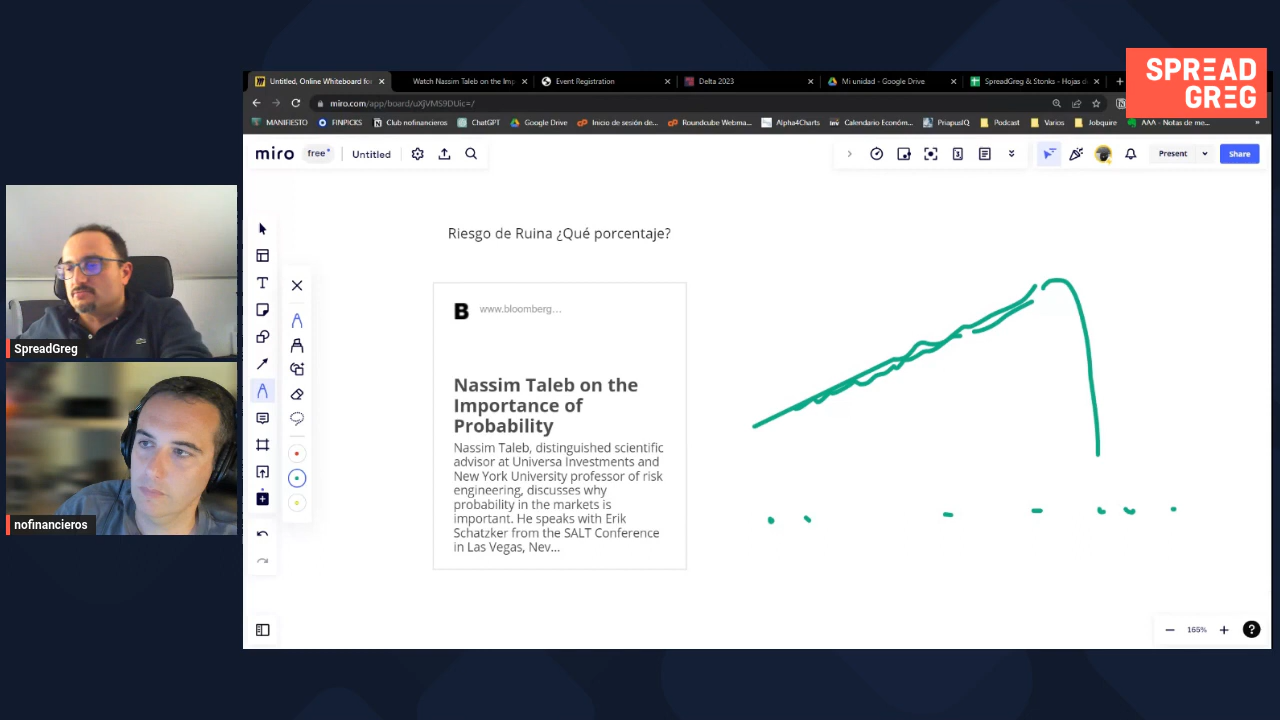 SPREAD
GREG
Untitled, Online Whiteboard for
Watch Nassim Taleb on the Imp
Event Registration
Delta 2023
Mi unidad - Google Drive
SpreadGreg & Stonks - Hojas d
miro.com/app/board/uXjVMS9DUic=/
MANIFIESTO
FINPICKS
Club nofinancieros
ChatGPT
Google Drive
Inicio de sesión de...
Roundcube Webma...
Alpha4Charts
Calendario Económ...
PriapusIQ
Podcast
Varios
Jobquire
AAA - Notas de me...
miro
free
Untitled
Present
Share
Riesgo de Ruina ¿Qué porcentaje?
B
www.bloomberg...
Nassim Taleb on the
Importance of
Probability
Nassim Taleb, distinguished scientific
advisor at Universa Investments and
New York University professor of risk
engineering, discusses why
probability in the markets is
important. He speaks with Erik
Schatzker from the SALT Conference
in Las Vegas, Nev...
SpreadGreg
nofinancieros
165%